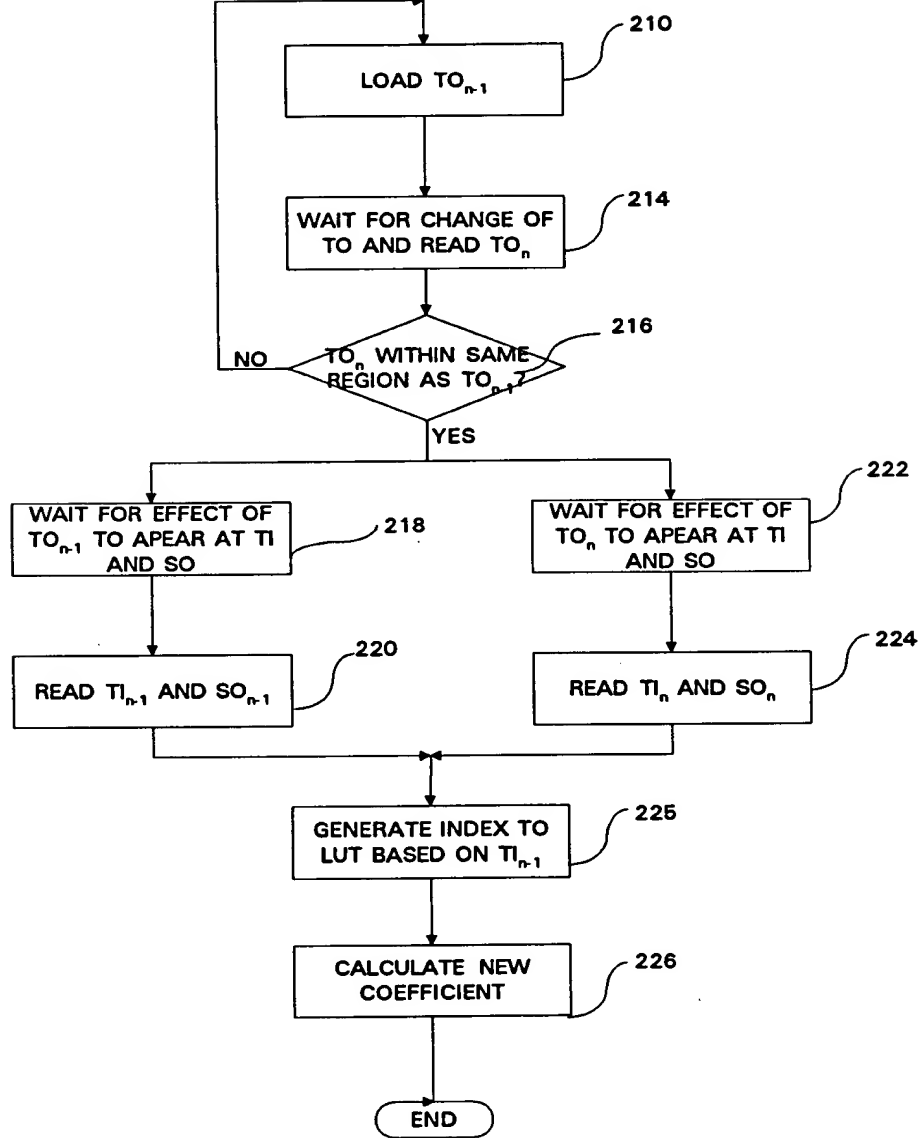 210
LOAD TOn-1
214
WAIT FOR CHANGE OF
TO AND READ TOn
216
NO
TOn WITHIN SAME
REGION AS TOn-1?
YES
222
WAIT FOR EFFECT OF
TOn-1 TO APEAR AT TI
AND SO
218
WAIT FOR EFFECT OF
TOn TO APEAR AT TI
AND SO
220
READ TIn-1 AND SOn-1
224
READ TIn AND SOn
225
GENERATE INDEX TO
LUT BASED ON TIn-1
226
CALCULATE NEW
COEFFICIENT
END